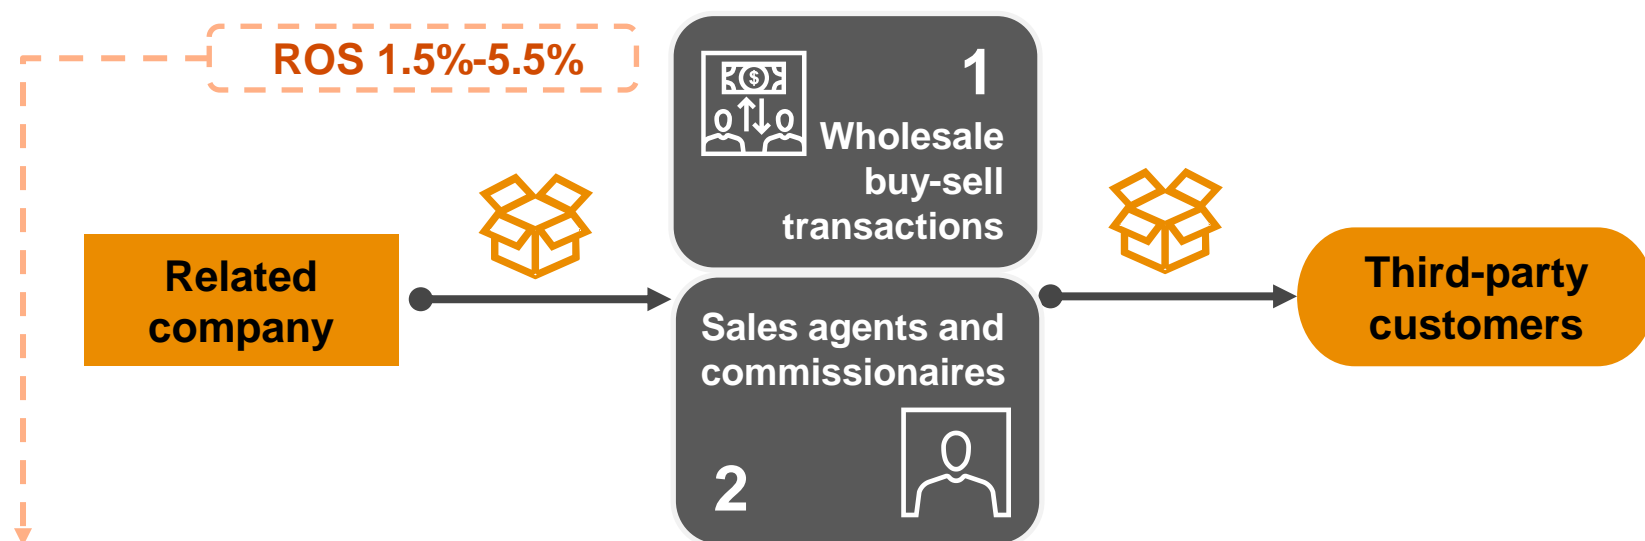 ROS 1.5%-5.5%
1
Wholesale
buy-sell
transactions
Related
company
Sales agents and
commissionaires
2
Third-party
customers
$